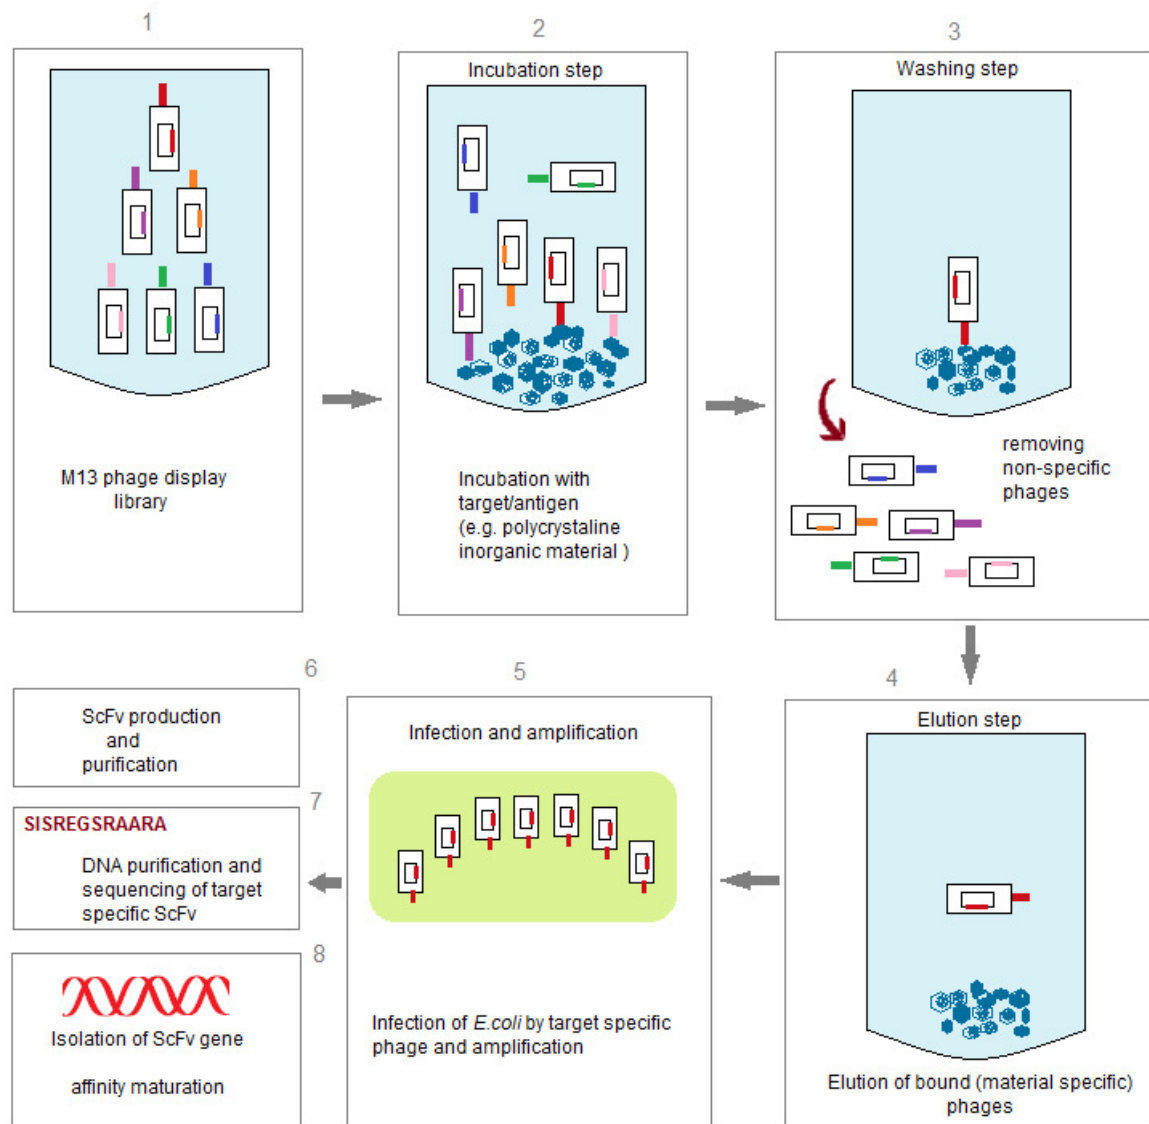 1
M13 phage display
library
2
Incubation step
Incubation with
target/antigen
(e.g. polycrystaline
inorganic material )
3
Washing step
removing
non-specific
phages
4
Elution step
Elution of bound (material specific)
phages
5
Infection and amplification
Infection of E.coli by target specific
phage and amplification
6
ScFv production
and
purification
7
SISREGSRAARA
DNA purification and
sequencing of target
specific ScFv
8
Isolation of ScFv gene
affinity maturation